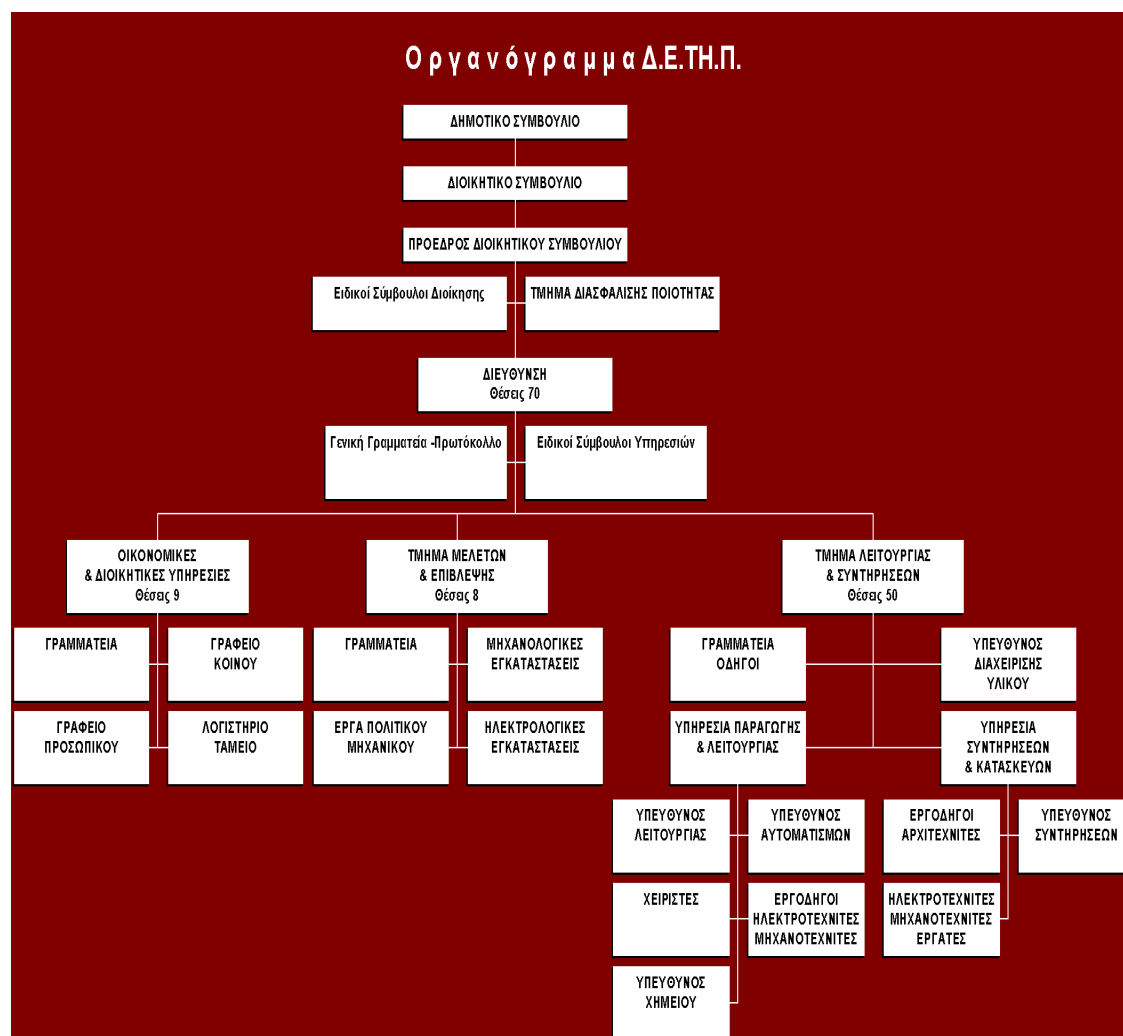 Οργανόγραμμα Δ.Ε.ΤΗ.Π.
ΔΗΜΟΤΙΚΟ ΣΥΜΒΟΥΛΙΟ
ΔΙΟΙΚΗΤΙΚΟ ΣΥΜΒΟΥΛΙΟ
ΠΡΟΕΔΡΟΣ ΔΙΟΙΚΗΤΙΚΟΥ ΣΥΜΒΟΥΛΙΟΥ
Ειδικοί Σύμβουλοι Διοίκησης
ΤΜΗΜΑ ΔΙΑΣΦΑΛΙΣΗΣ ΠΟΙΟΤΗΤΑΣ
ΔΙΕΥΘΥΝΣΗ
Θέσεις 70
Γενική Γραμματεία -Πρωτόκολλο
Ειδικοί Σύμβουλοι Υπηρεσιών
ΟΙΚΟΝΟΜΙΚΕΣ
& ΔΙΟΙΚΗΤΙΚΕΣ ΥΠΗΡΕΣΙΕΣ
Θέσεις 9
ΤΜΗΜΑ ΜΕΛΕΤΩΝ
& ΕΠΙΒΛΕΨΗΣ
Θέσεις 8
ΤΜΗΜΑ ΛΕΙΤΟΥΡΓΙΑΣ
& ΣΥΝΤΗΡΗΣΕΩΝ
Θέσεις 50
ΓΡΑΜΜΑΤΕΙΑ
ΓΡΑΦΕΙΟ
ΚΟΙΝΟΥ
ΓΡΑΦΕΙΟ
ΠΡΟΣΩΠΙΚΟΥ
ΛΟΓΙΣΤΗΡΙΟ
ΤΑΜΕΙΟ
ΓΡΑΜΜΑΤΕΙΑ
ΜΗΧΑΝΟΛΟΓΙΚΕΣ
ΕΓΚΑΤΑΣΤΑΣΕΙΣ
ΕΡΓΑ ΠΟΛΙΤΙΚΟΥ
ΜΗΧΑΝΙΚΟΥ
ΗΛΕΚΤΡΟΛΟΓΙΚΕΣ
ΕΓΚΑΤΑΣΤΑΣΕΙΣ
ΓΡΑΜΜΑΤΕΙΑ
ΟΔΗΓΟΙ
ΥΠΕΥΘΥΝΟΣ
ΔΙΑΧΕΙΡΙΣΗΣ
ΥΛΙΚΟΥ
ΥΠΗΡΕΣΙΑ ΠΑΡΑΓΩΓΗΣ
& ΛΕΙΤΟΥΡΓΙΑΣ
ΥΠΗΡΕΣΙΑ
ΣΥΝΤΗΡΗΣΕΩΝ
& ΚΑΤΑΣΚΕΥΩΝ
ΥΠΕΥΘΥΝΟΣ
ΛΕΙΤΟΥΡΓΙΑΣ
ΥΠΕΥΘΥΝΟΣ
ΑΥΤΟΜΑΤΙΣΜΩΝ
ΧΕΙΡΙΣΤΕΣ
ΕΡΓΟΔΗΓΟΙ
ΗΛΕΚΤΡΟΤΕΧΝΙΤΕΣ
ΜΗΧΑΝΟΤΕΧΝΙΤΕΣ
ΥΠΕΥΘΥΝΟΣ
ΧΗΜΕΙΟΥ
ΕΡΓΟΔΗΓΟΙ
ΑΡΧΙΤΕΧΝΙΤΕΣ
ΥΠΕΥΘΥΝΟΣ
ΣΥΝΤΗΡΗΣΕΩΝ
ΗΛΕΚΤΡΟΤΕΧΝΙΤΕΣ
ΜΗΧΑΝΟΤΕΧΝΙΤΕΣ
ΕΡΓΑΤΕΣ